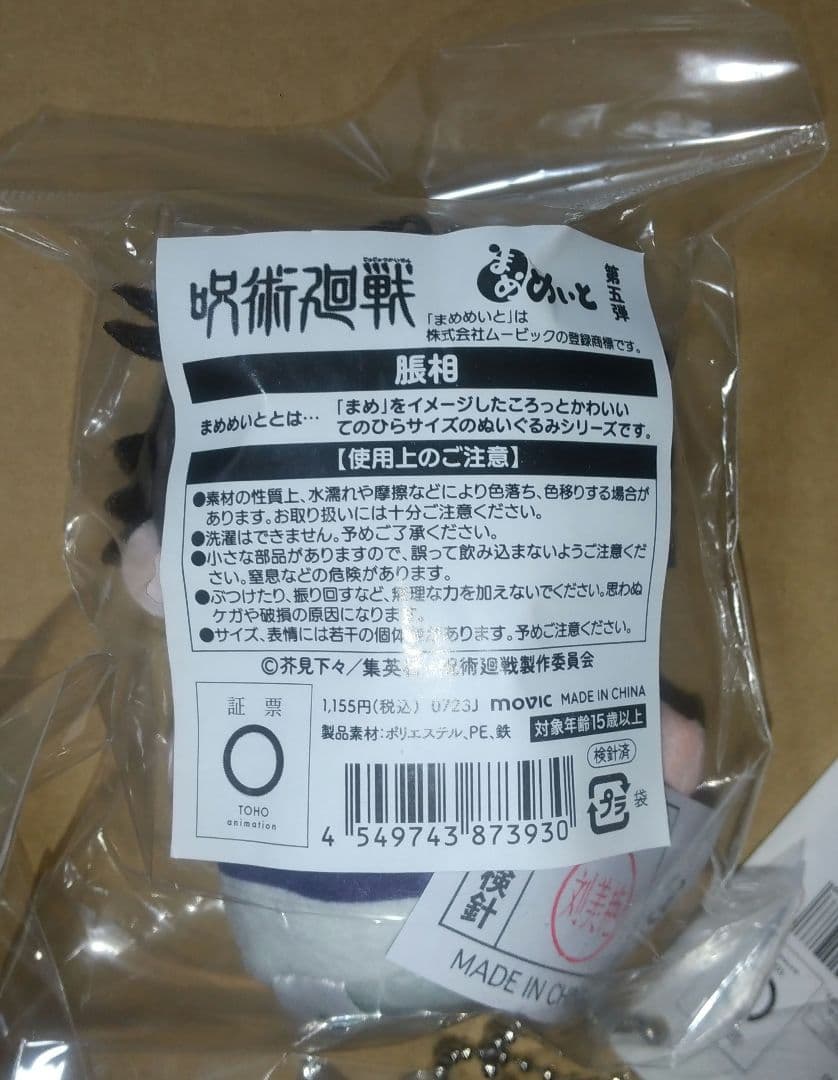 じゅじゅつかいせん
呪術廻戦
まめめいと
第五弾
「まめめいと」は
株式会社ムービックの登録商標です。
脹相
まめめいととは…
「まめ」をイメージしたころっとかわいい
てのひらサイズのぬいぐるみシリーズです。
【使用上のご注意】
●素材の性質上、水濡れや摩擦などにより色落ち、色移りする場合が
あります。お取り扱いには十分ご注意ください。
●洗濯はできません。予めご了承ください。
●小さな部品がありますので、誤って飲み込まないようご注意くだ
さい。窒息などの危険があります。
●ぶつけたり、振り回すなど、無理な力を加えないでください。思わぬ
ケガや破損の原因になります。
●サイズ、表情には若干の個体があります。予めご注意ください。
©芥見下々/集英 呪術廻戦製作委員会
証票
TOHO
animation
1,155円(税込) 0723J movic MADE IN CHINA
製品素材:ポリエステル、PE、鉄
対象年齢15歳以上
検針済
プラ
袋
4 549743 873930
検針
MADE IN CH